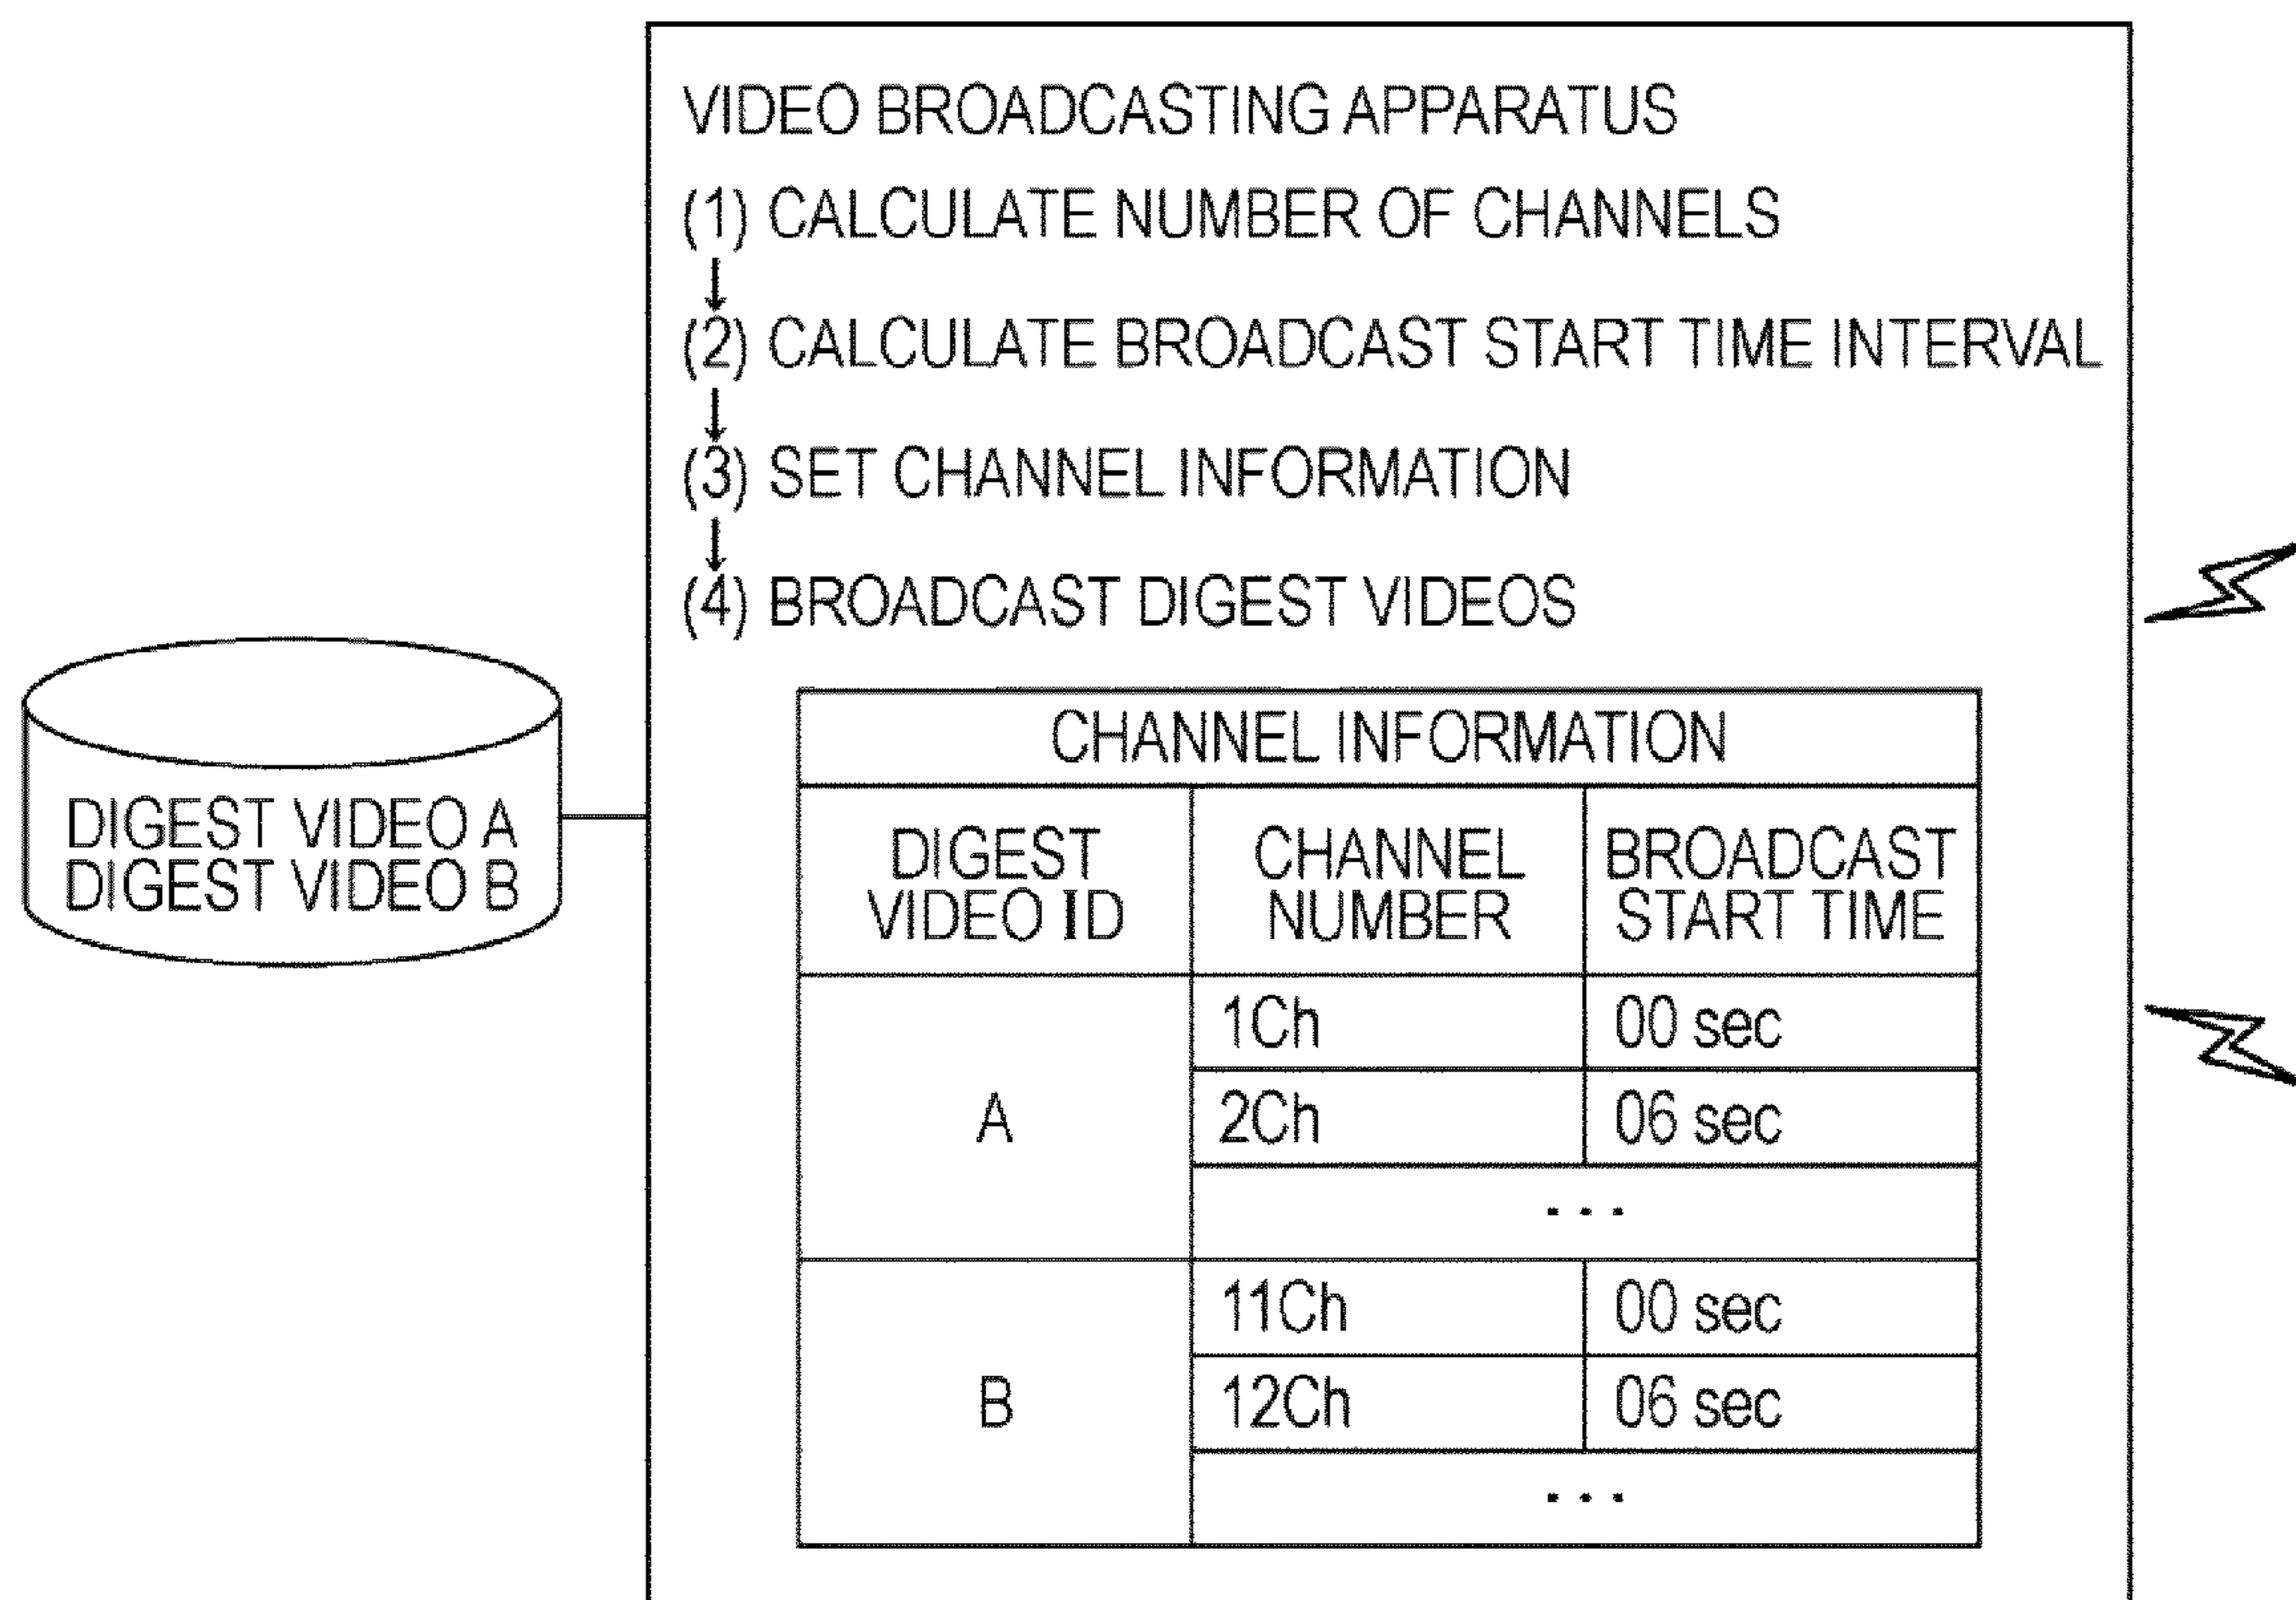 VIDEO BROADCASTING APPARATUS
(1) CALCULATE NUMBER OF CHANNELS
(2) CALCULATE BROADCAST START TIME INTERVAL
(3) SET CHANNEL INFORMATION
(4) BROADCAST DIGEST VIDEOS
DIGEST VIDEO A
DIGEST VIDEO B
CHANNEL INFORMATION
DIGEST VIDEO ID
CHANNEL NUMBER
BROADCAST START TIME
A
1Ch 00 sec
2Ch 06 sec
...
B
11Ch 00 sec
12Ch 06 sec
...